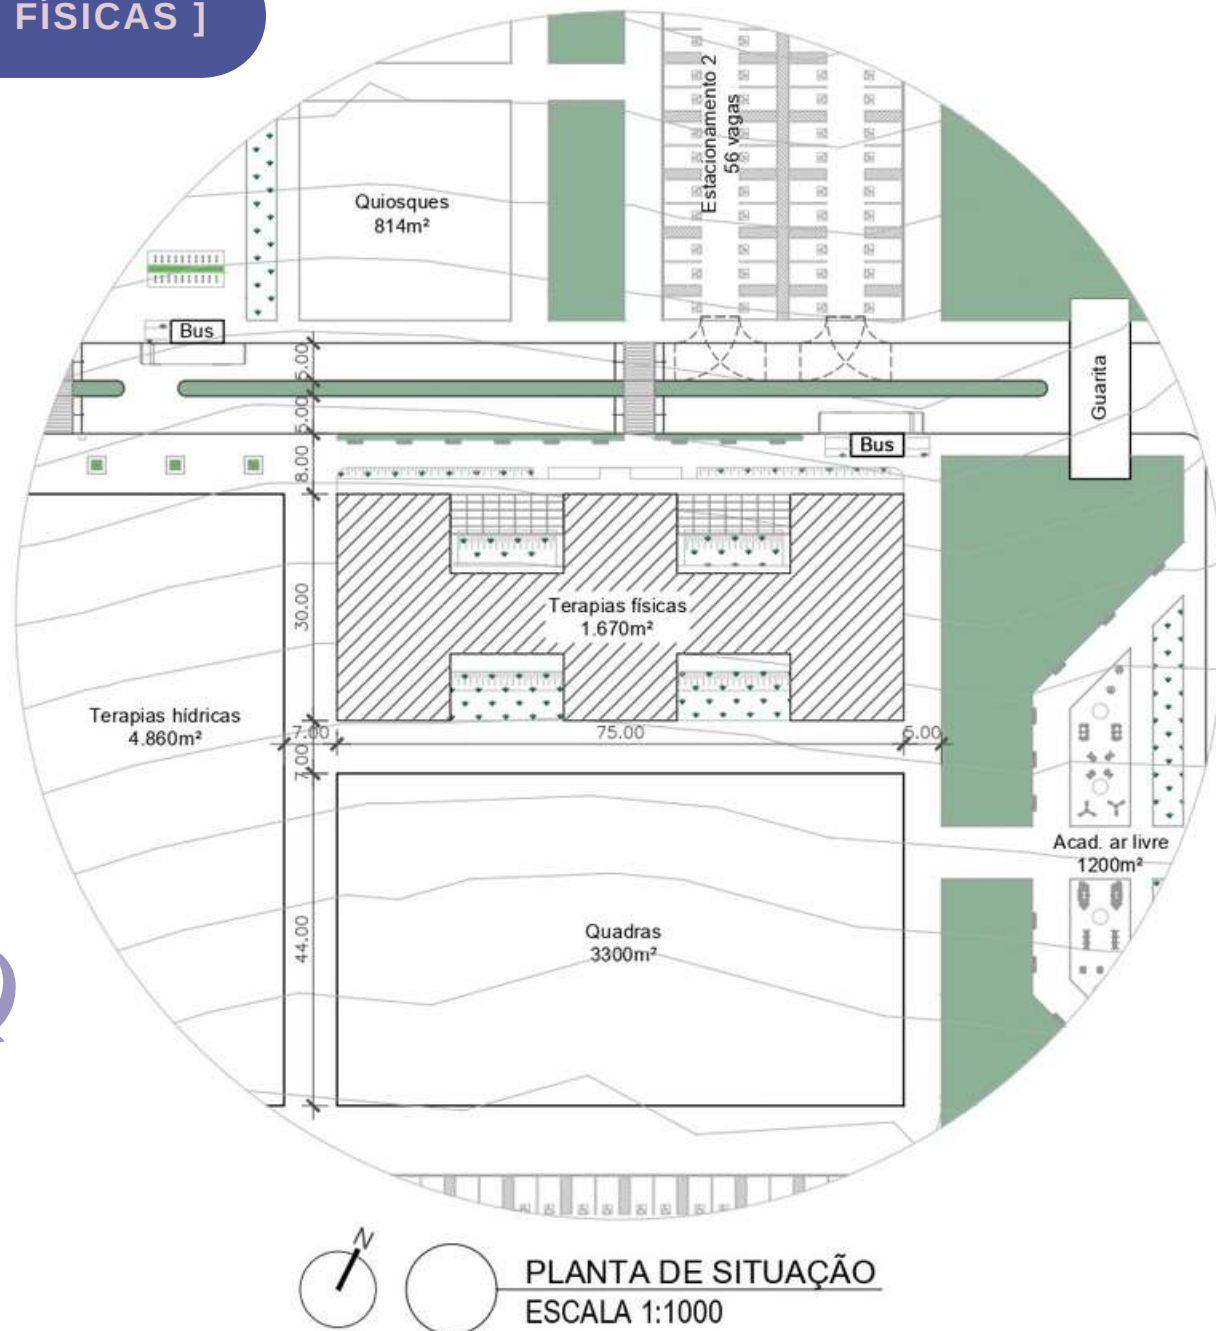 FÍSICAS ]
Estacionamento 2
56 vagas
Quiosques
814m²
Bus
5.00
Guarita
5.00
Bus
8.00
30.00
Terapias físicas
1.670m²
Terapias hídricas
4.860m²
7.00
75.00
5.00
7.00
Acad. ar livre
1200m²
44.00
Quadras
3300m²
N
PLANTA DE SITUAÇÃO
ESCALA 1:1000